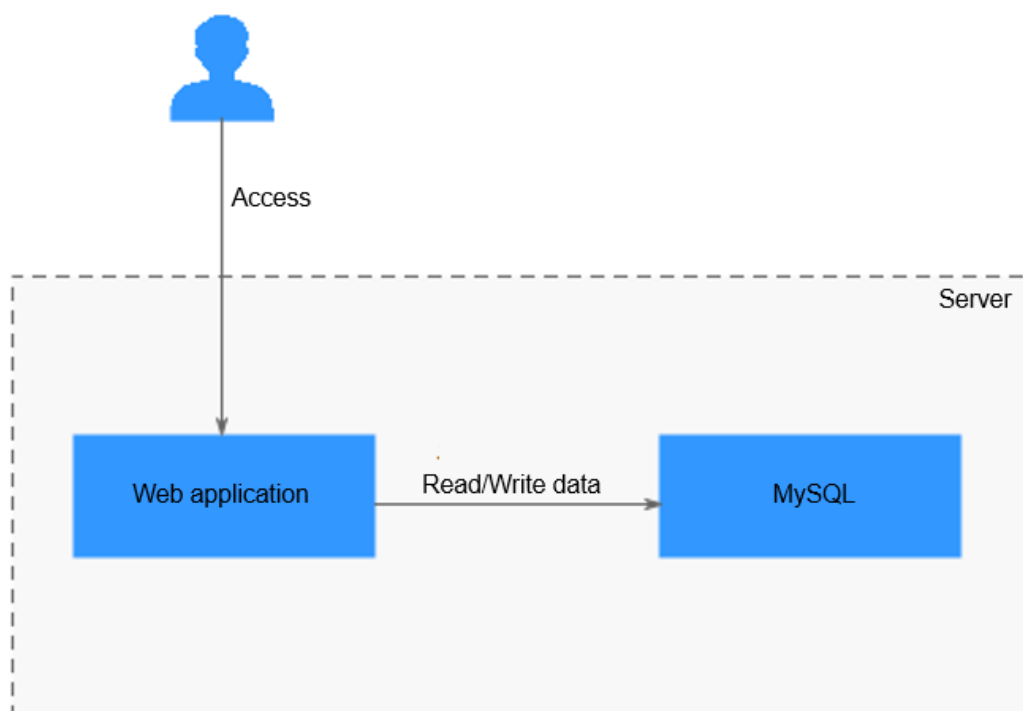 Access
Server
Web application
Read/Write data
MySQL